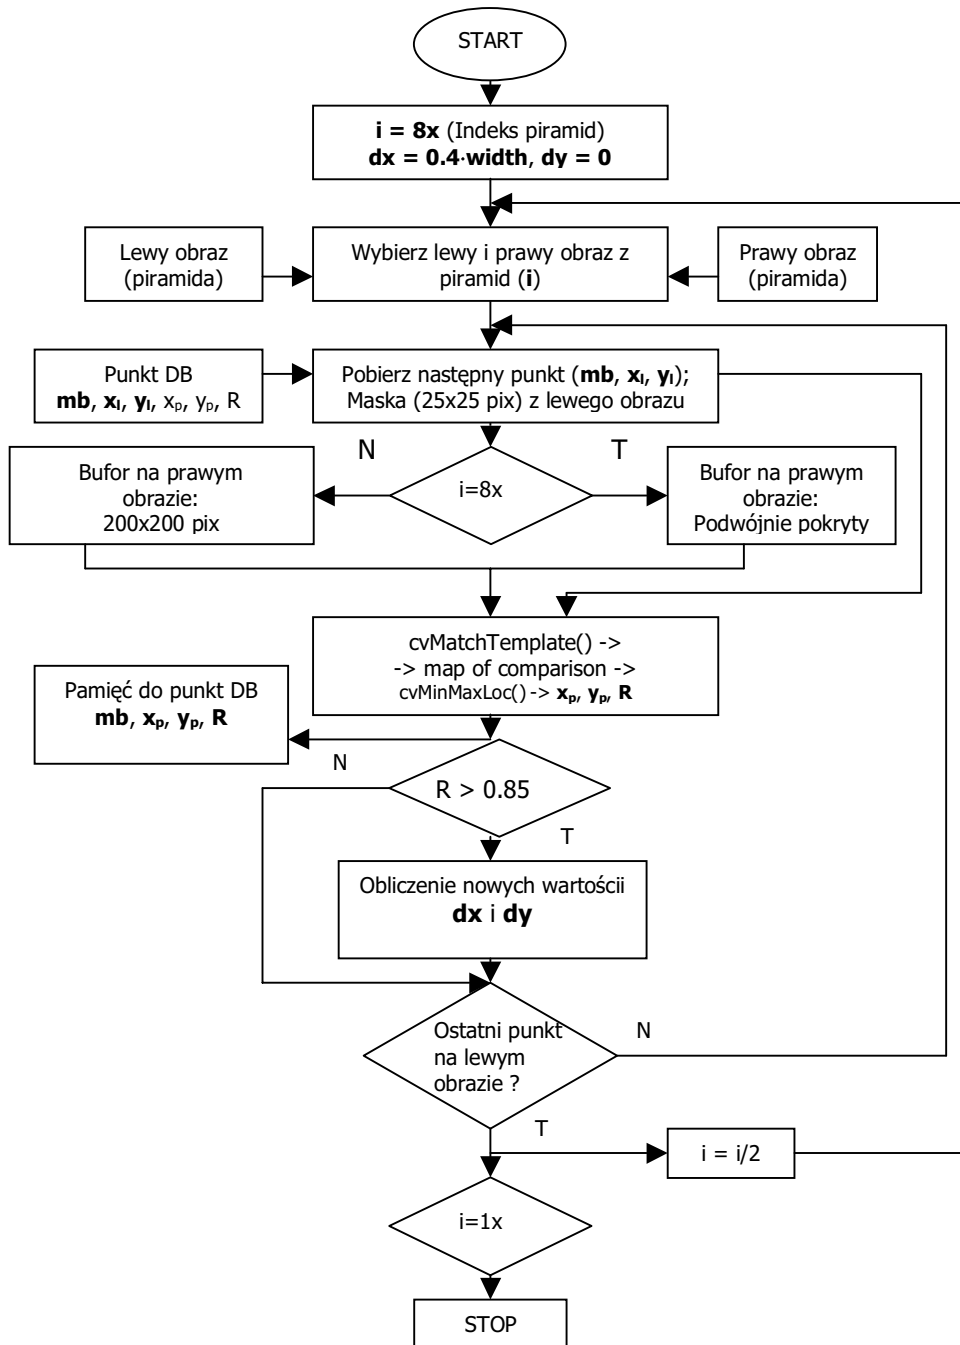 START
i = 8x (Indeks piramid)
dx = 0.4·width, dy = 0
Lewy obraz
(piramida)
Wybierz lewy i prawy obraz z
piramid (i)
Prawy obraz
(piramida)
Punkt DB
mb, xl, yl, xp, yp, R
Pobierz następny punkt (mb, xl, yl);
Maska (25x25 pix) z lewego obrazu
N
T
Bufor na prawym
obrazie:
200x200 pix
i=8x
Bufor na prawym
obrazie:
Podwójnie pokryty
cvMatchTemplate() ->
-> map of comparison ->
cvMinMaxLoc() -> xp, yp, R
Pamięć do punkt DB
mb, xp, yp, R
N
R > 0.85
T
Obliczenie nowych wartościi
dx i dy
Ostatni punkt
na lewym
obrazie ?
N
T
i = i/2
i=1x
STOP